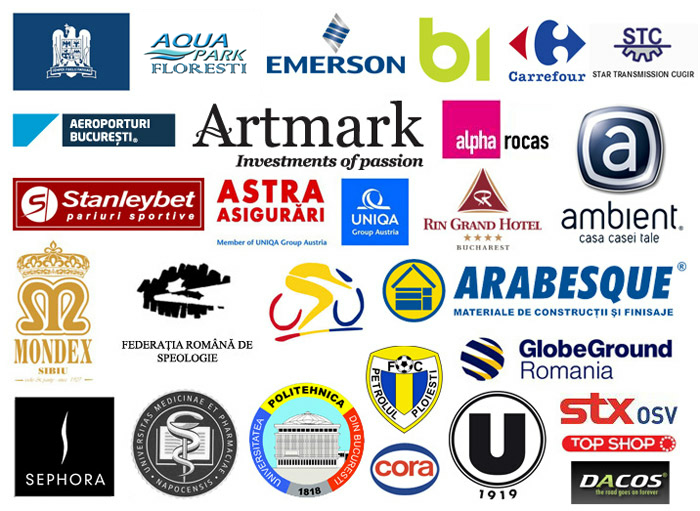 AQUA
PARK
FLORESTI
EMERSON
b1
Carrefour
STC
STAR TRANSMISSION CUGIR
AEROPORTURI
BUCUREȘTI®
Artmark
Investments of passion
alpha rocas
a
ambient®
casa casei tale
S Stanleybet
pariuri sportive
ASTRA
ASIGURĂRI
Member of UNIQA Group Austria
UNIQA
Group Austria
R
RIN GRAND HOTEL
BUCHAREST
M
MONDEX
SIBIU
FEDERAȚIA ROMÂNĂ DE
SPEOLOGIE
ARABESQUE®
MATERIALE DE CONSTRUCȚII ȘI FINISAJE
FC
PETROLUL PLOIEȘTI
GlobeGround
Romania
SEPHORA
UNIVERSITAS MEDICINAE ET PHARMACIAE
NAPOCENSIS
UNIVERSITATEA POLITEHNICA DIN BUCUREȘTI
1818
cora
U
1919
stx OSV
TOP SHOP
DACOS®
the road goes on forever